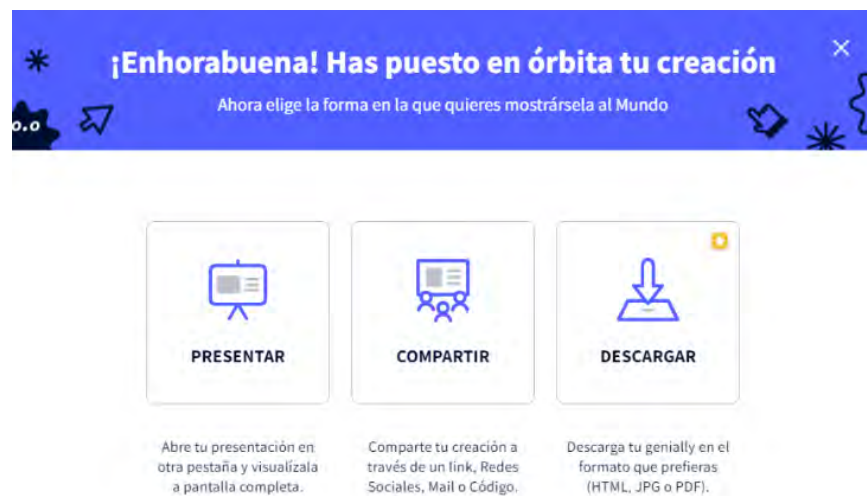 ¡Enhorabuena! Has puesto en órbita tu creación
Ahora elige la forma en la que quieres mostrársela al Mundo
o.o
PRESENTAR
COMPARTIR
DESCARGAR
Abre tu presentación en
otra pestaña y visualízala
a pantalla completa.
Comparte tu creación a
través de un link, Redes
Sociales, Mail o Código.
Descarga tu genially en el
formato que prefieras
(HTML, JPG o PDF).